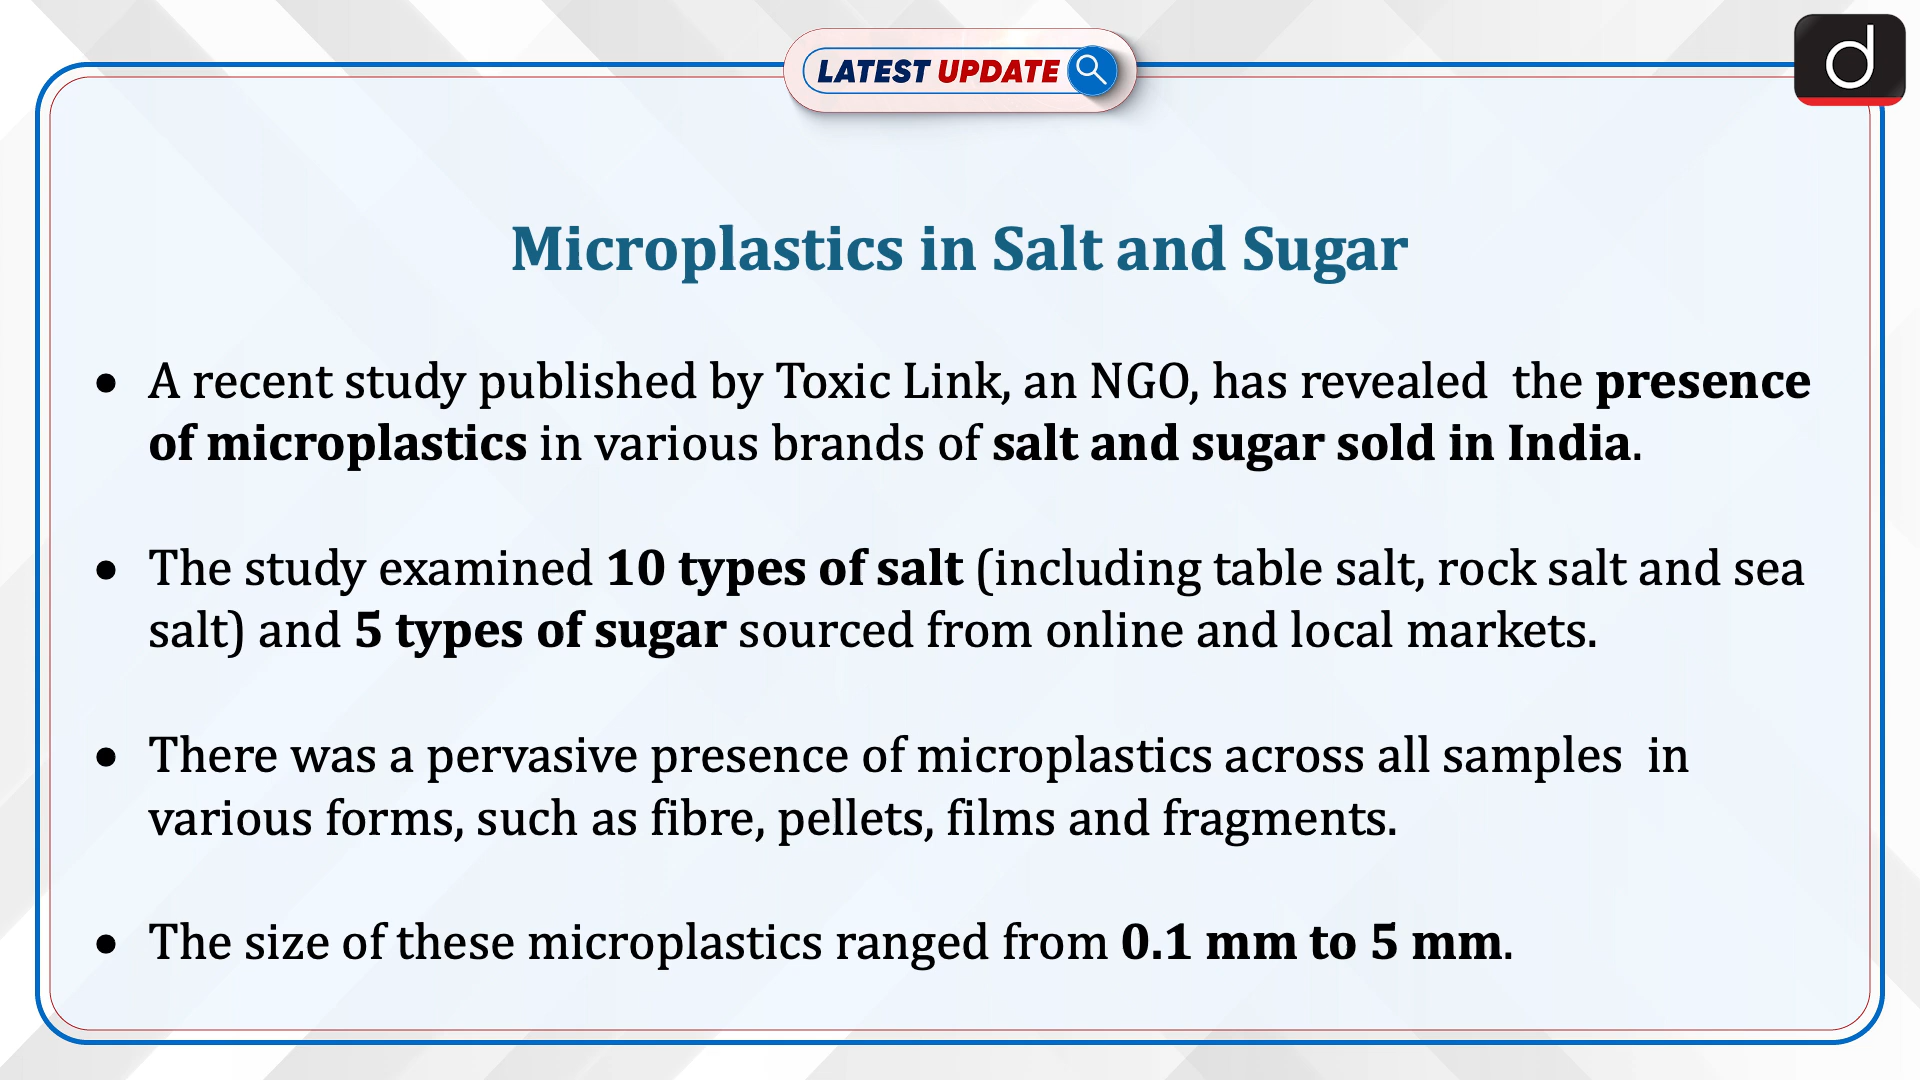 LATEST UPDATE
d
Microplastics in Salt and Sugar
• A recent study published by Toxic Link, an NGO, has revealed  the presence
of microplastics in various brands of salt and sugar sold in India.
• The study examined 10 types of salt (including table salt, rock salt and sea
salt) and 5 types of sugar sourced from online and local markets.
• There was a pervasive presence of microplastics across all samples  in
various forms, such as fibre, pellets, films and fragments.
• The size of these microplastics ranged from 0.1 mm to 5 mm.